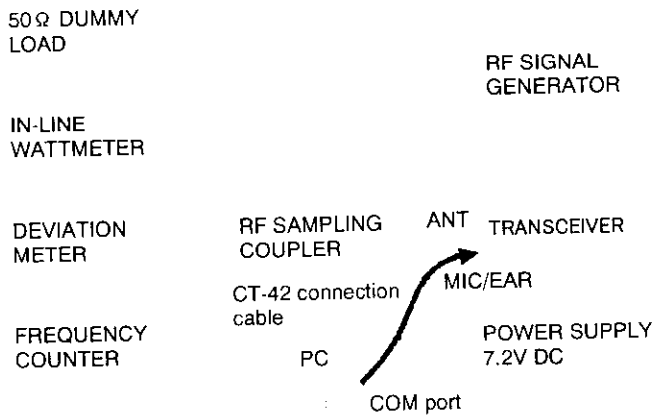 50Ω DUMMY
LOAD
RF SIGNAL
GENERATOR
IN-LINE
WATTMETER
DEVIATION
METER
RF SAMPLING
COUPLER
ANT
TRANSCEIVER
MIC/EAR
CT-42 connection
cable
FREQUENCY
COUNTER
PC
POWER SUPPLY
7.2V DC
COM port